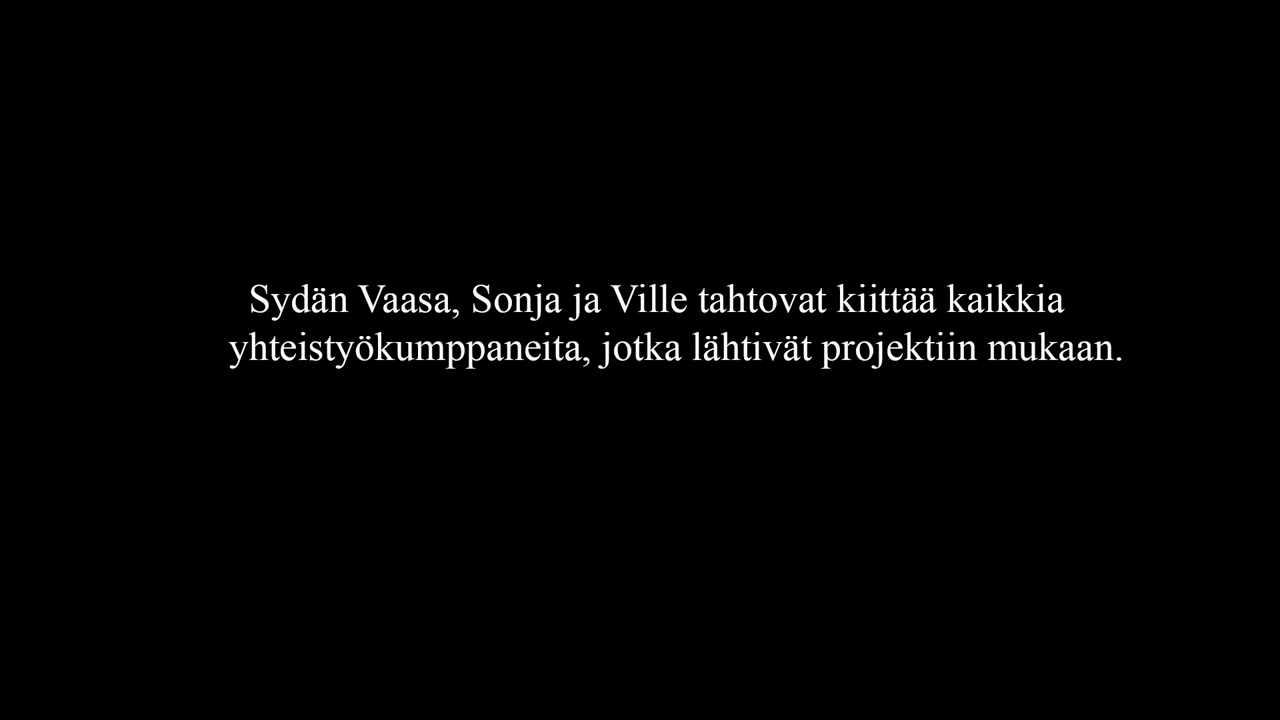 Sydän Vaasa, Sonja ja Ville tahtovat kiittää kaikkia
yhteistyökumppaneita, jotka lähtivät projektiin mukaan.